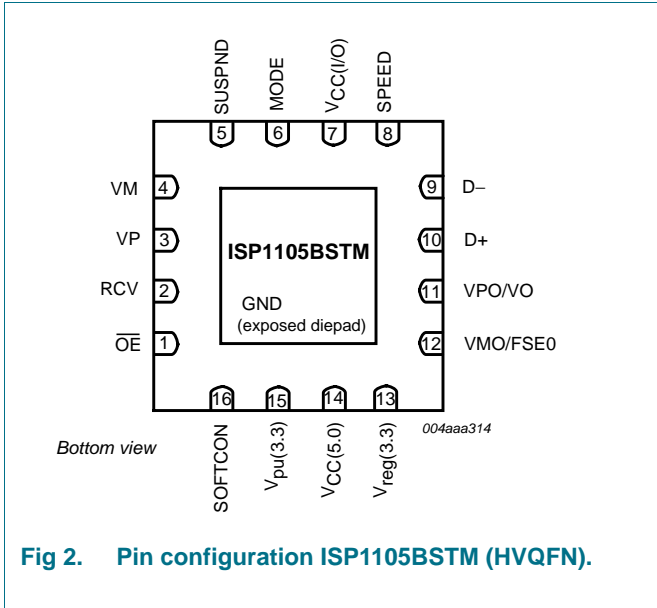 SUSPND
MODE
VCC(I/O)
SPEED
5
6
7
8
VM 4
9 D−
VP 3
10 D+
ISP1105BSTM
RCV 2
11 VPO/VO
GND
(exposed diepad)
O̅E̅ 1
12 VMO/FSE0
16
15
14
13
004aaa314
Bottom view
SOFTCON
Vpu(3.3)
VCC(5.0)
Vreg(3.3)
Fig 2. Pin configuration ISP1105BSTM (HVQFN).